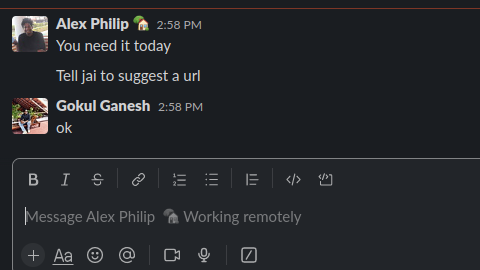 Alex Philip 🏡 2:58 PM
You need it today
Tell jai to suggest a url
Gokul Ganesh 2:58 PM
ok
B I S
Message Alex Philip 🏡 Working remotely
+ Aa @